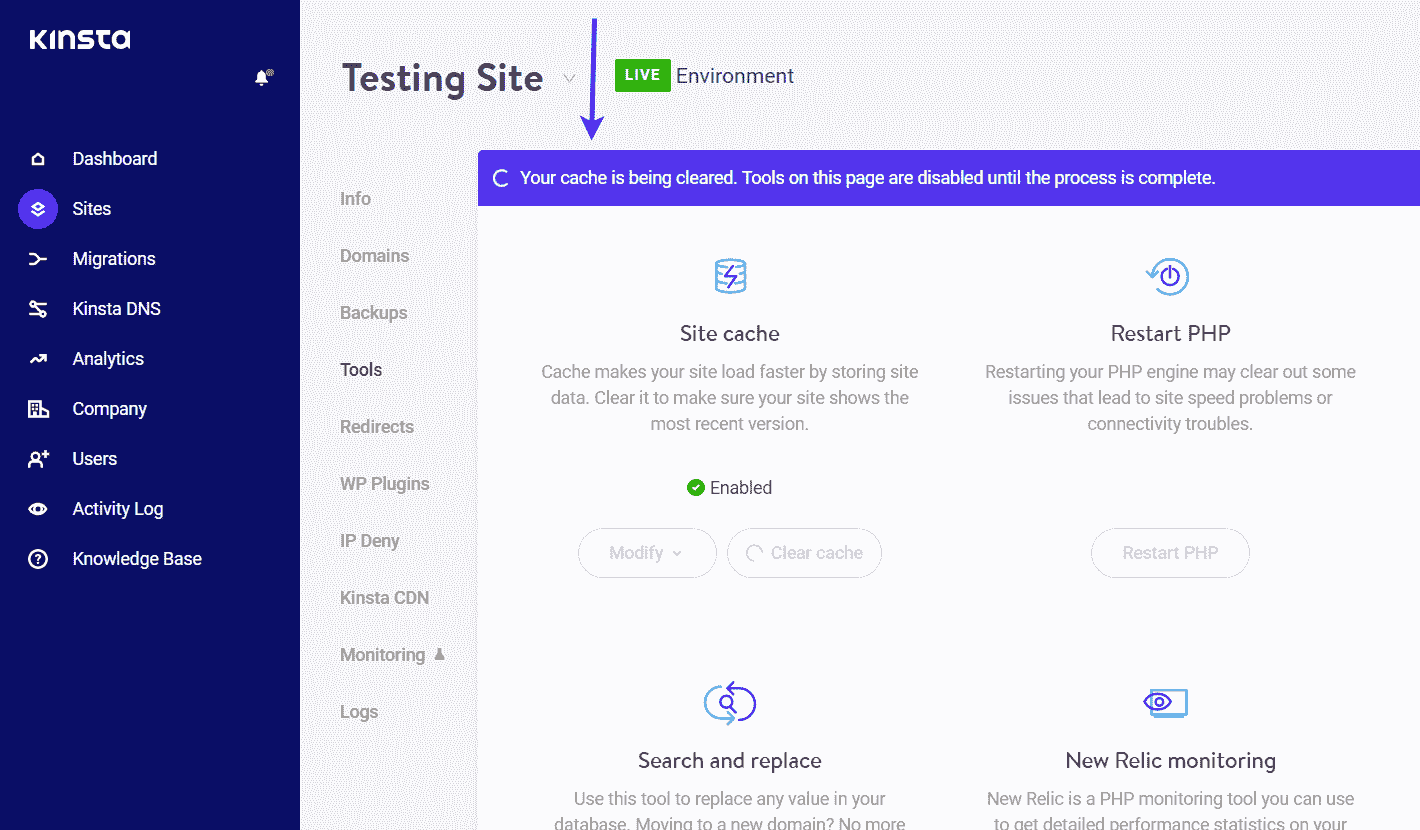 Kinsta
Dashboard
Sites
Migrations
Kinsta DNS
Analytics
Company
Users
Activity Log
Knowledge Base
Testing Site
LIVE Environment
Info
Domains
Backups
Tools
Redirects
WP Plugins
IP Deny
Kinsta CDN
Monitoring
Logs
Your cache is being cleared. Tools on this page are disabled until the process is complete.
Site cache
Cache makes your site load faster by storing site
data. Clear it to make sure your site shows the
most recent version.
Enabled
Modify
Clear cache
Restart PHP
Restarting your PHP engine may clear out some
issues that lead to site speed problems or
connectivity troubles.
Restart PHP
Search and replace
Use this tool to replace any value in your
database. Moving to a new domain? No more
New Relic monitoring
New Relic is a PHP monitoring tool you can use
to get detailed performance statistics on your